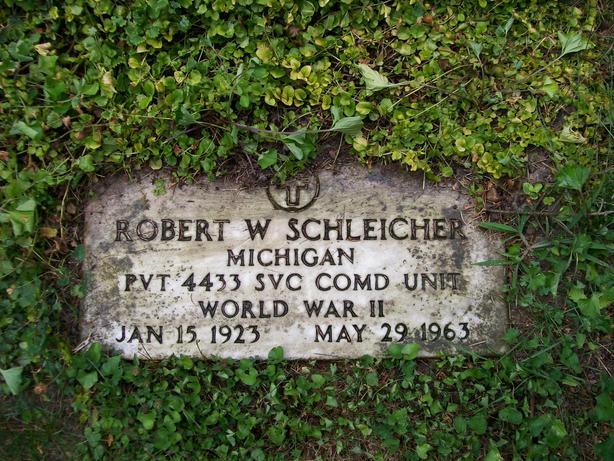 ROBERT W SCHLEICHER
MICHIGAN
PVT 4433 SVC COMD UNIT
WORLD WAR II
JAN 15 1923 MAY 29 1963